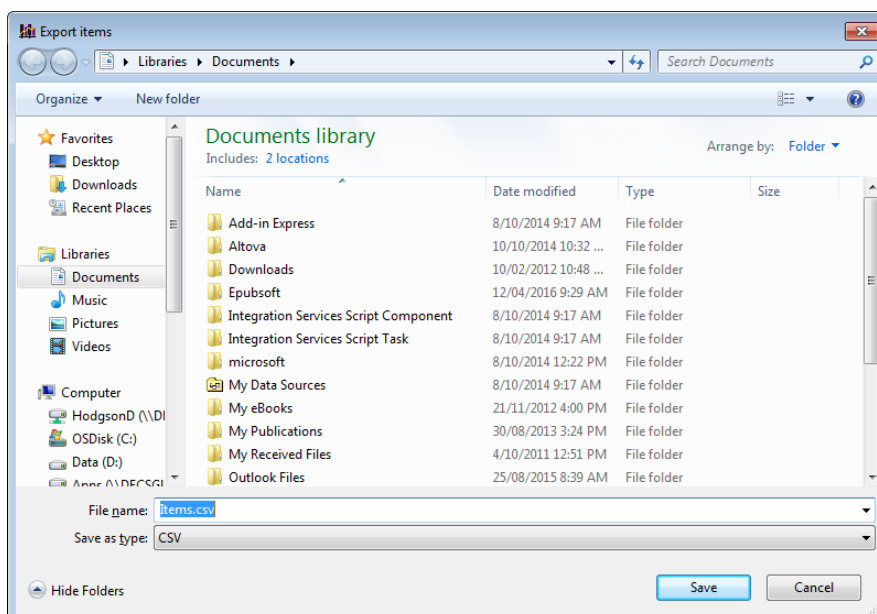 Export items
Libraries Documents
Search Documents
Organize New folder
Favorites
Desktop
Downloads
Recent Places
Libraries
Documents
Music
Pictures
Videos
Computer
HodgsonD (\\DI
OSDisk (C:)
Data (D:)
Documents library
Includes: 2 locations
Arrange by: Folder
Name Date modified Type Size
Add-in Express 8/10/2014 9:17 AM File folder
Altova 10/10/2014 10:32 ... File folder
Downloads 10/02/2012 10:48 ... File folder
Epubsoft 12/04/2016 9:29 AM File folder
Integration Services Script Component 8/10/2014 9:17 AM File folder
Integration Services Script Task 8/10/2014 9:17 AM File folder
microsoft 8/10/2014 12:22 PM File folder
My Data Sources 8/10/2014 9:17 AM File folder
My eBooks 21/11/2012 4:00 PM File folder
My Publications 30/08/2013 3:24 PM File folder
My Received Files 4/10/2011 12:51 PM File folder
Outlook Files 25/08/2015 8:39 AM File folder
File name: Items.csv
Save as type: CSV
Hide Folders
Save Cancel